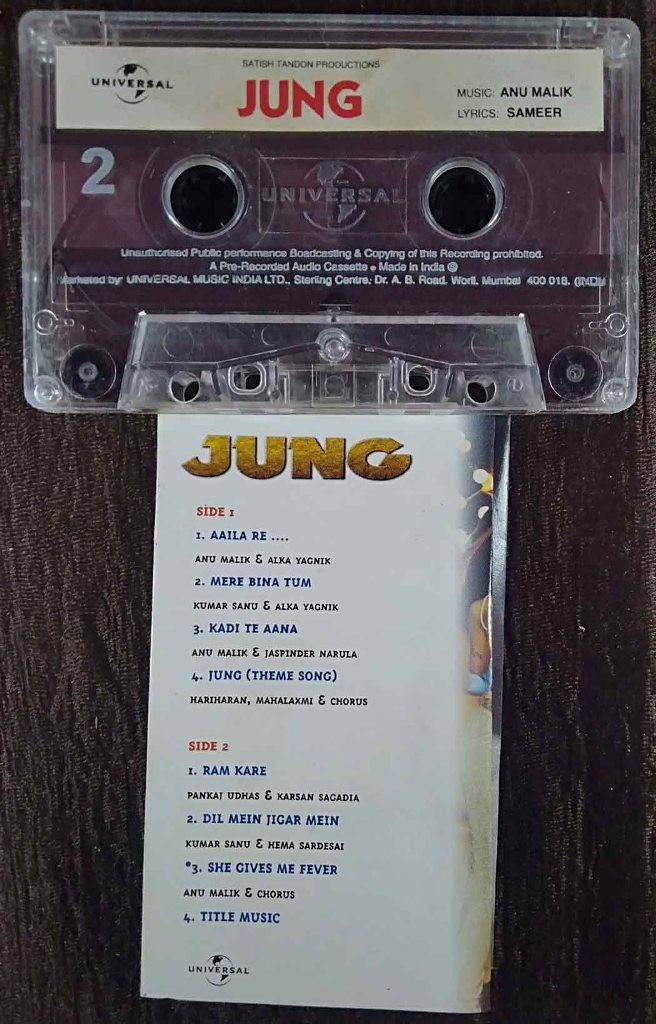 SATISH TANDON PRODUCTIONS
UNIVERSAL
JUNG
MUSIC: ANU MALIK
LYRICS: SAMEER
2
UNIVERSAL
Unauthorised Public performance Boadcasting & Copying of this Recording prohibited.
A Pre-Recorded Audio Cassette • Made in India Ⓟ
UNIVERSAL MUSIC INDIA LTD., Sterling Centre, Dr. A. B. Road, Worli, Mumbai 400 018.
JUNG
SIDE 1
1. AAILA RE ....
ANU MALIK & ALKA YAGNIK
2. MERE BINA TUM
KUMAR SANU & ALKA YAGNIK
3. KADI TE AANA
ANU MALIK & JASPINDER NARULA
4. JUNG (THEME SONG)
HARIHARAN, MAHALAXMI & CHORUS
SIDE 2
1. RAM KARE
PANKAJ UDHAS & KARSAN SAGADIA
2. DIL MEIN JIGAR MEIN
KUMAR SANU & HEMA SARDESAI
*3. SHE GIVES ME FEVER
ANU MALIK & CHORUS
4. TITLE MUSIC
UNIVERSAL